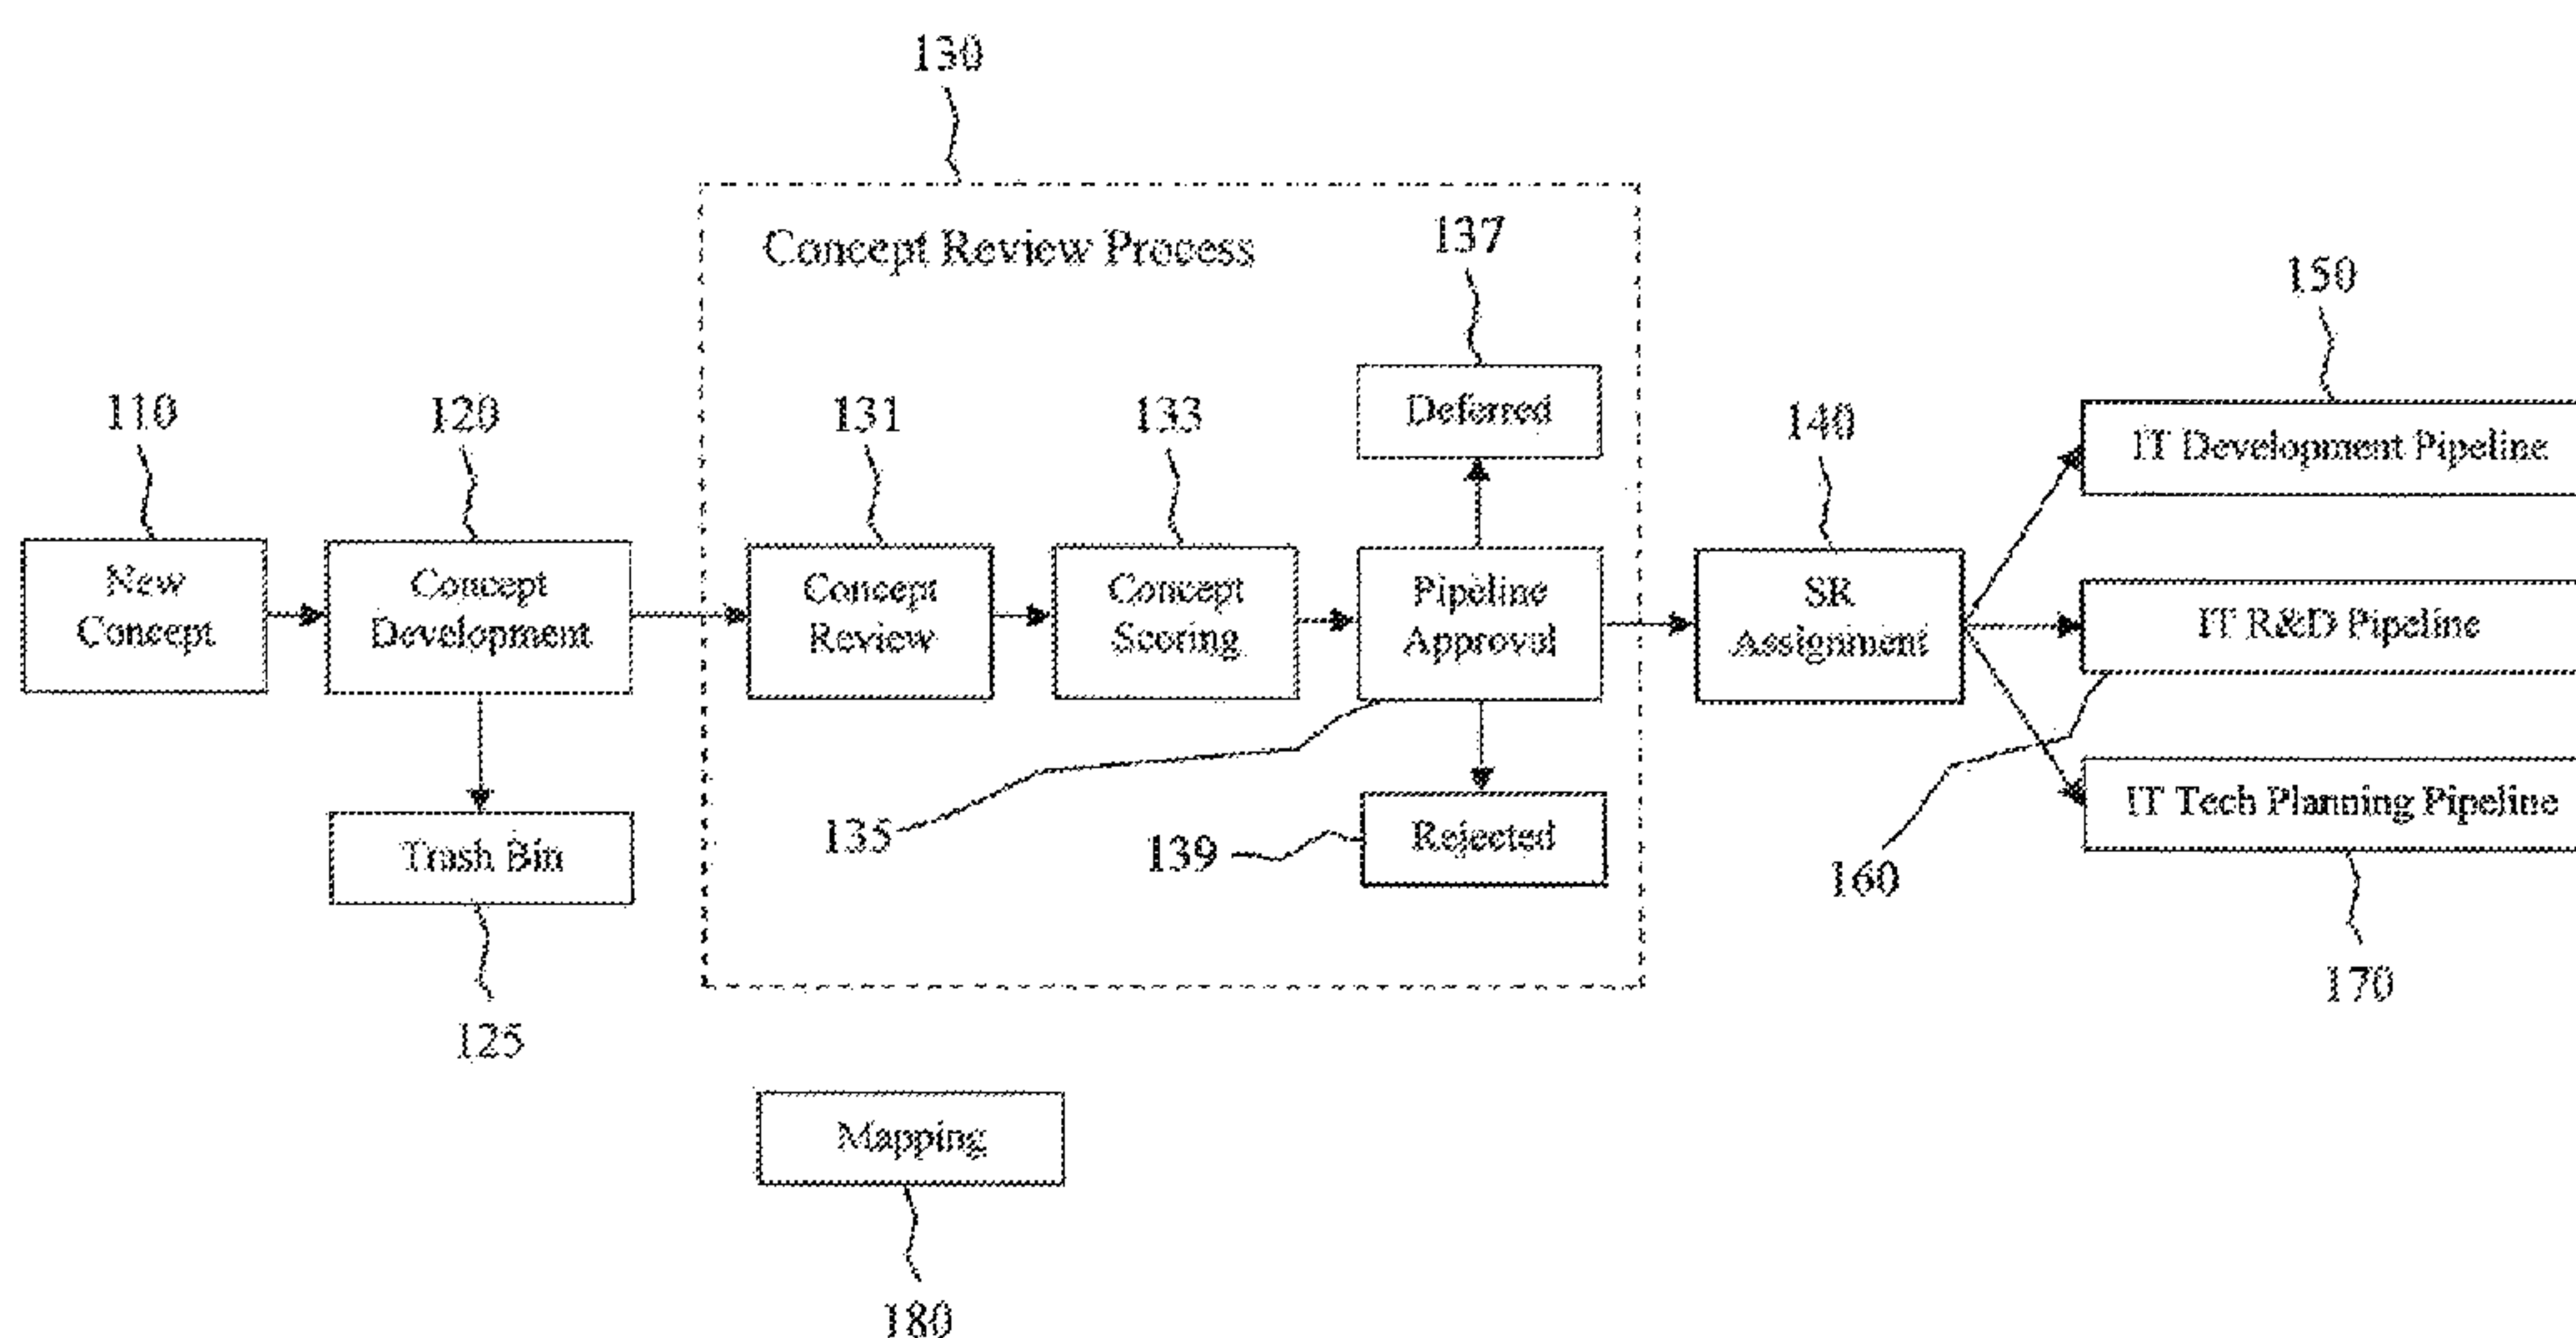 130
Concept Review Process
137
150
110
120
131
133
Deferred
140
IT Development Pipeline
New
Concept
Concept
Development
Concept
Review
Concept
Scoring
Pipeline
Approval
SR
Assignment
IT R&D Pipeline
Trash Bin
135
139
Rejected
160
IT Tech Planning Pipeline
125
170
Mapping
180